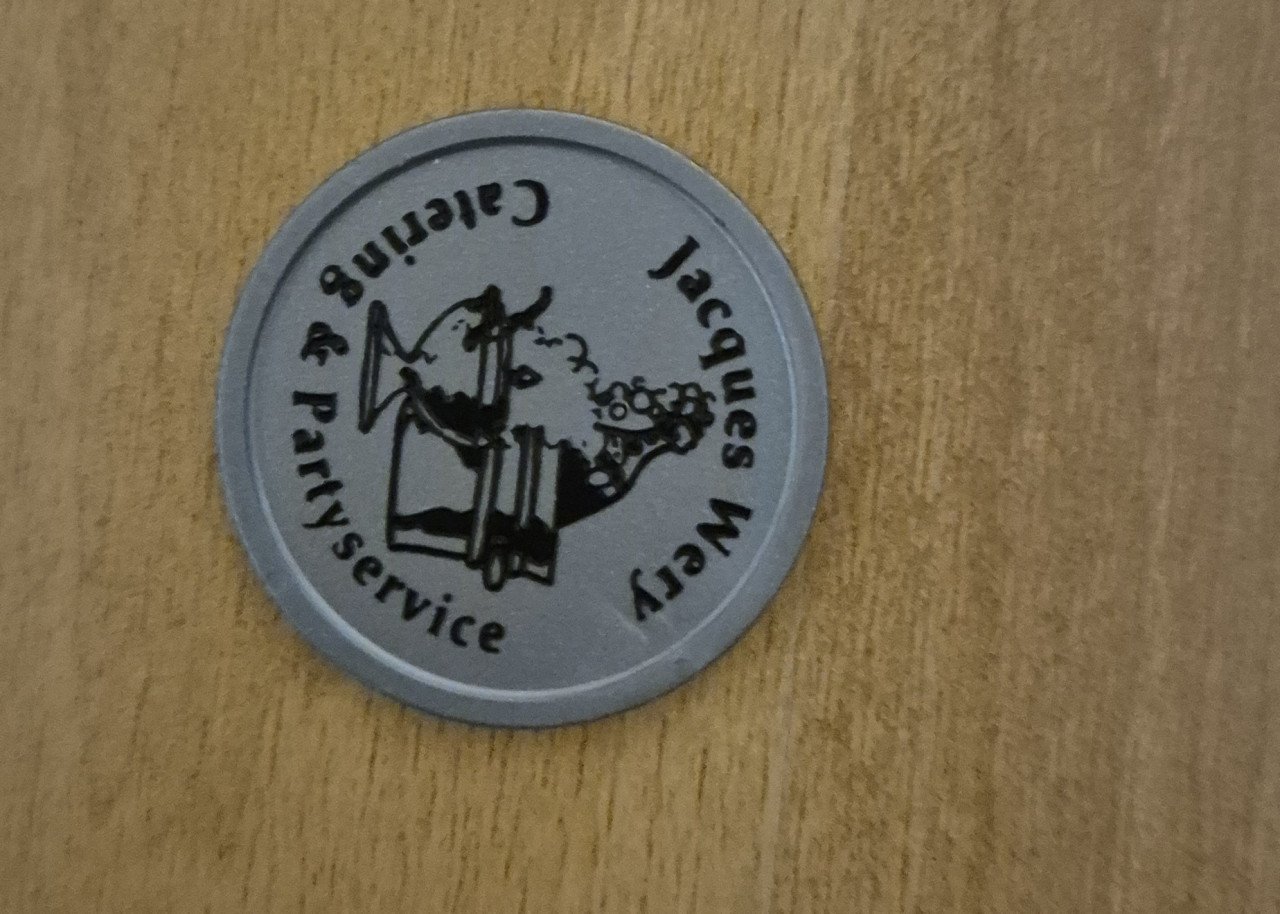 Jacques Wery
Catering & Partyservice